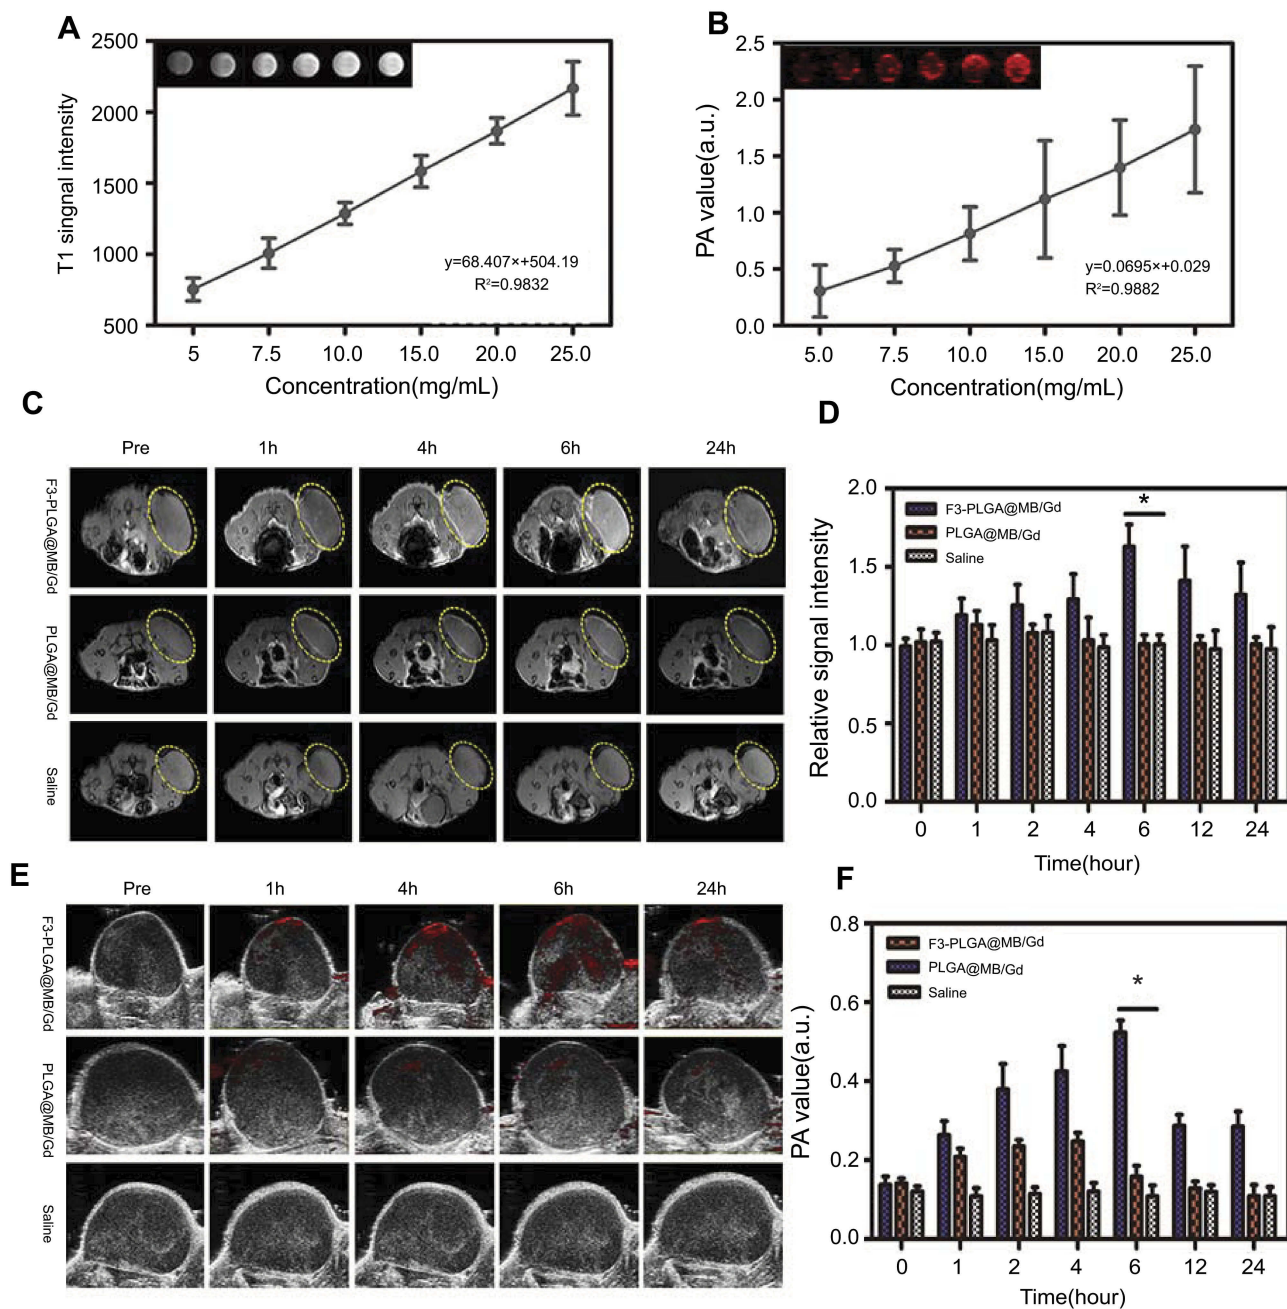 A
2500
2000
1500
1000
500
T1 singnal intensity
y=68.407×+504.19
R²=0.9832
5 7.5 10.0 15.0 20.0 25.0
Concentration(mg/mL)
B
2.5
2.0
1.5
1.0
0.5
0.0
PA value(a.u.)
y=0.0695×+0.029
R²=0.9882
5.0 7.5 10.0 15.0 20.0 25.0
Concentration(mg/mL)
C
Pre 1h 4h 6h 24h
F3-PLGA@MB/Gd
PLGA@MB/Gd
Saline
D
2.0
1.5
1.0
0.5
0.0
Relative signal intensity
F3-PLGA@MB/Gd
PLGA@MB/Gd
Saline
*
0 1 2 4 6 12 24
Time(hour)
E
Pre 1h 4h 6h 24h
F3-PLGA@MB/Gd
PLGA@MB/Gd
Saline
F
0.8
0.6
0.4
0.2
0.0
PA value(a.u.)
F3-PLGA@MB/Gd
PLGA@MB/Gd
Saline
*
0 1 2 4 6 12 24
Time(hour)